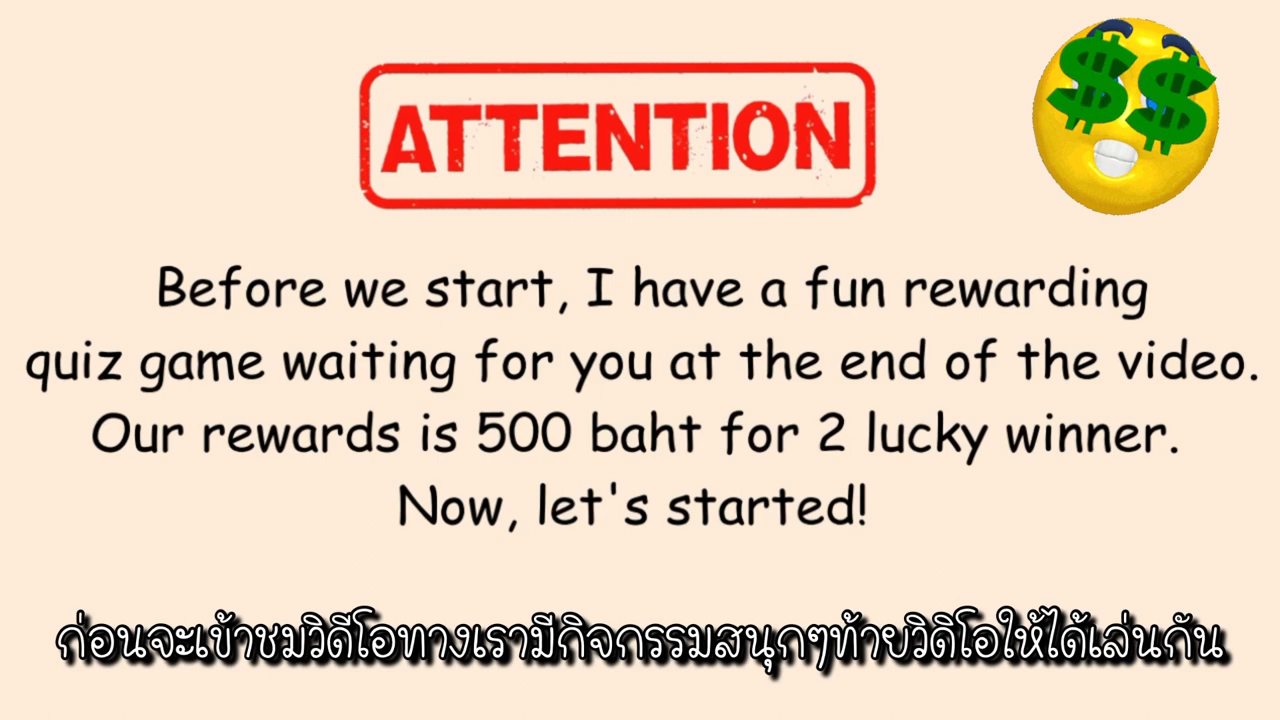 ATTENTION
Before we start, I have a fun rewarding
quiz game waiting for you at the end of the video.
Our rewards is 500 baht for 2 lucky winner.
Now, let's started!
ก่อนจะเข้าชมวิดีโอทางเรามีกิจกรรมสนุกๆท้ายวิดิโอให้ได้เล่นกัน